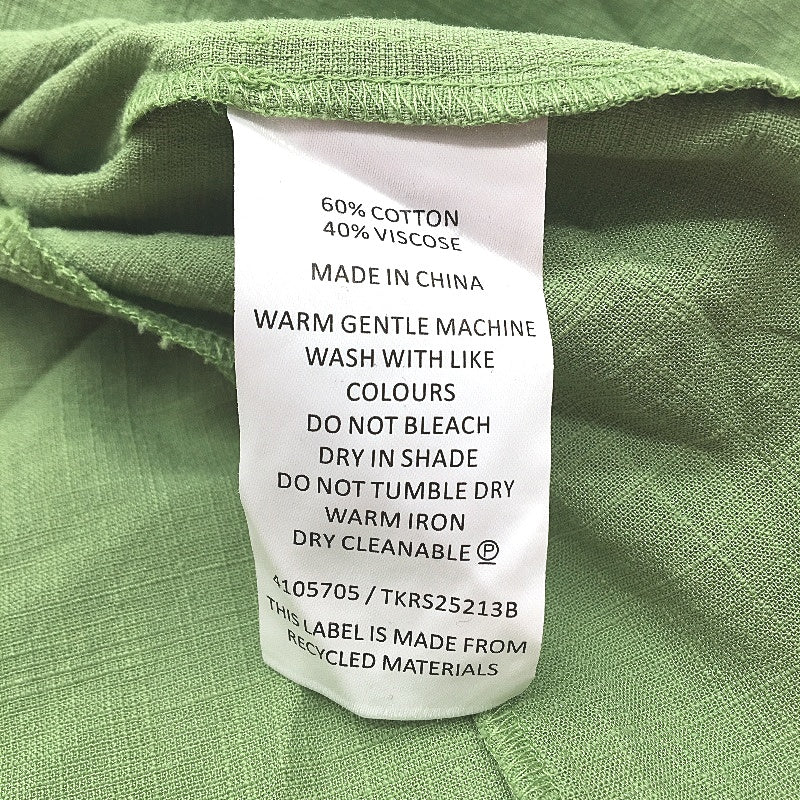 60% COTTON
40% VISCOSE
MADE IN CHINA
WARM GENTLE MACHINE
WASH WITH LIKE
COLOURS
DO NOT BLEACH
DRY IN SHADE
DO NOT TUMBLE DRY
WARM IRON
DRY CLEANABLE Ⓟ
4105705 / TKRS25213B
THIS LABEL IS MADE FROM
RECYCLED MATERIALS